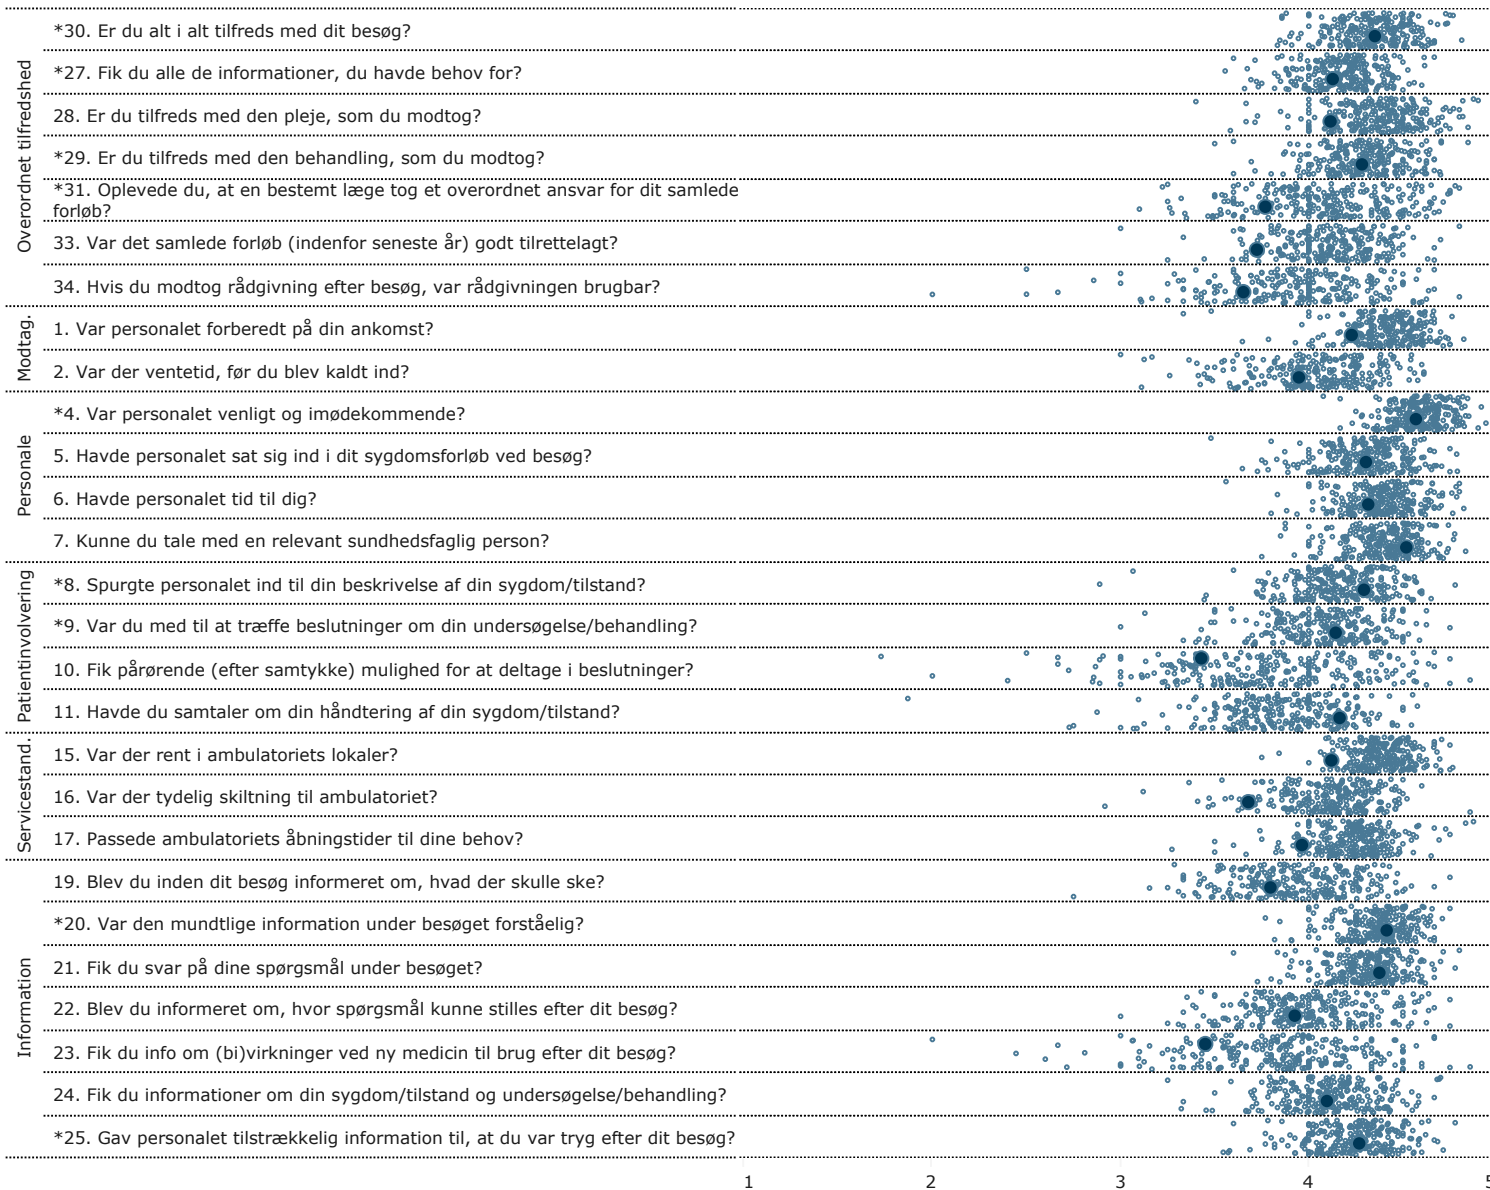 Overordnet tilfredshed
*30. Er du alt i alt tilfreds med dit besøg?
*27. Fik du alle de informationer, du havde behov for?
28. Er du tilfreds med den pleje, som du modtog?
*29. Er du tilfreds med den behandling, som du modtog?
*31. Oplevede du, at en bestemt læge tog et overordnet ansvar for dit samlede
forløb?
33. Var det samlede forløb (indenfor seneste år) godt tilrettelagt?
34. Hvis du modtog rådgivning efter besøg, var rådgivningen brugbar?
Modtag.
1. Var personalet forberedt på din ankomst?
2. Var der ventetid, før du blev kaldt ind?
Personale
*4. Var personalet venligt og imødekommende?
5. Havde personalet sat sig ind i dit sygdomsforløb ved besøg?
6. Havde personalet tid til dig?
7. Kunne du tale med en relevant sundhedsfaglig person?
Patientinvolvering
*8. Spurgte personalet ind til din beskrivelse af din sygdom/tilstand?
*9. Var du med til at træffe beslutninger om din undersøgelse/behandling?
10. Fik pårørende (efter samtykke) mulighed for at deltage i beslutninger?
11. Havde du samtaler om din håndtering af din sygdom/tilstand?
Servicestand.
15. Var der rent i ambulatoriets lokaler?
16. Var der tydelig skiltning til ambulatoriet?
17. Passede ambulatoriets åbningstider til dine behov?
Information
19. Blev du inden dit besøg informeret om, hvad der skulle ske?
*20. Var den mundtlige information under besøget forståelig?
21. Fik du svar på dine spørgsmål under besøget?
22. Blev du informeret om, hvor spørgsmål kunne stilles efter dit besøg?
23. Fik du info om (bi)virkninger ved ny medicin til brug efter dit besøg?
24. Fik du informationer om din sygdom/tilstand og undersøgelse/behandling?
*25. Gav personalet tilstrækkelig information til, at du var tryg efter dit besøg?
1 2 3 4 5